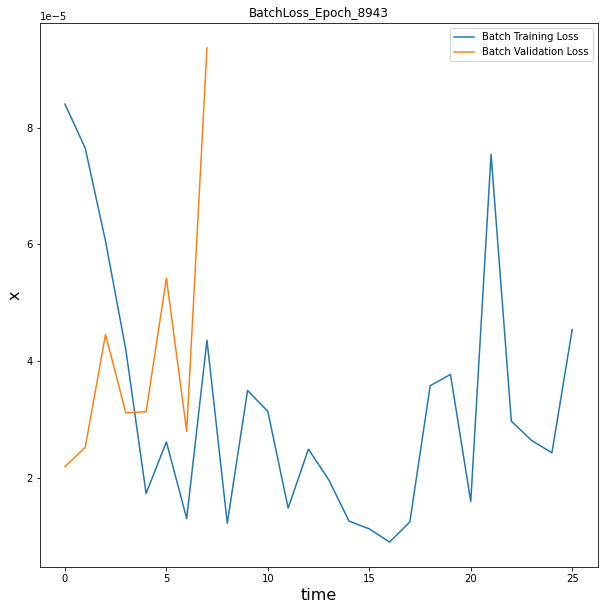 BatchLoss_Epoch_8943
1e−5
Batch Training Loss
Batch Validation Loss
8
6
4
2
x
0 5 10 15 20 25
time